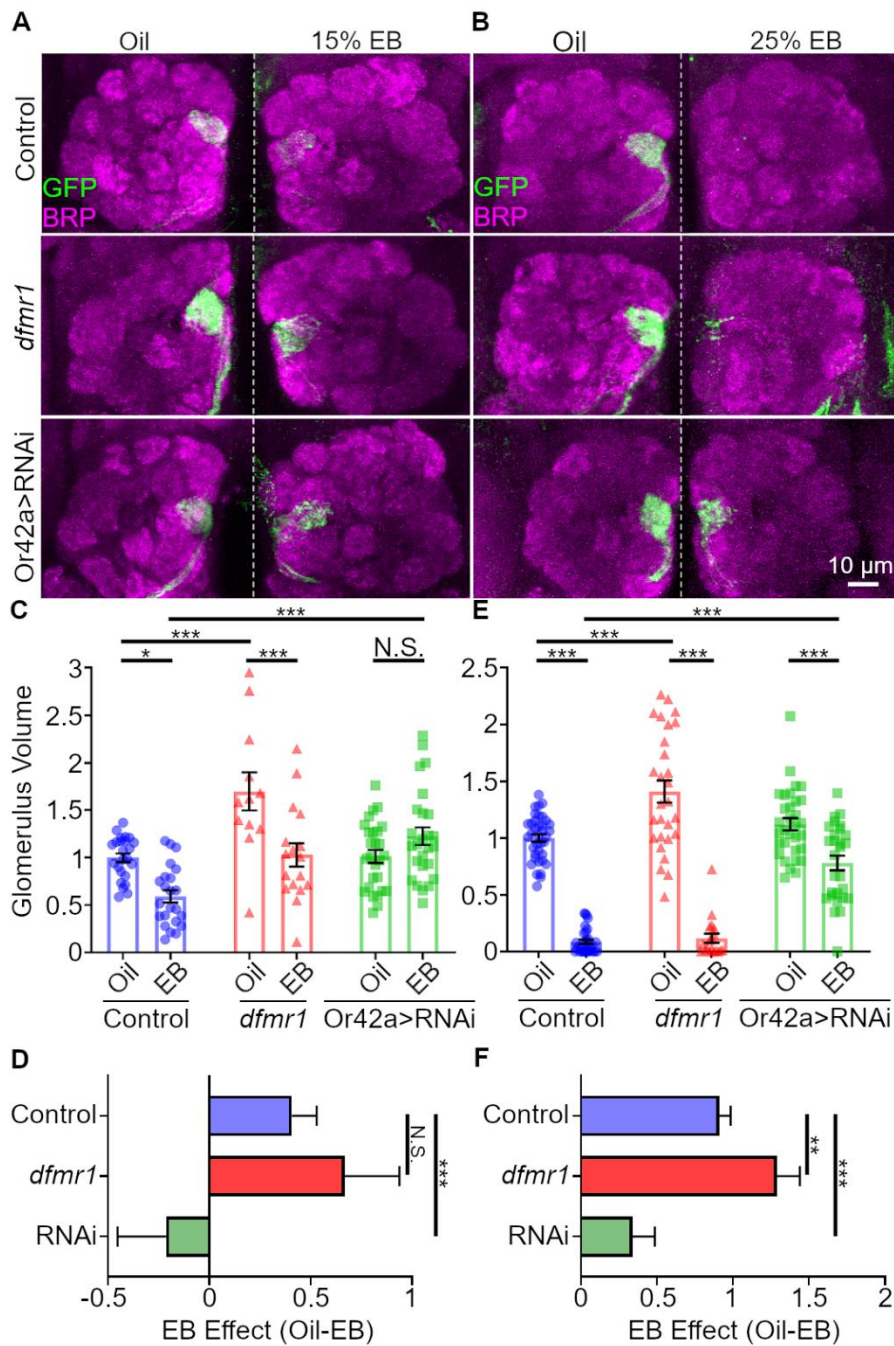 A
B
Oil
15% EB
Oil
25% EB
Control
GFP
BRP
GFP
BRP
dfmr1
Or42a>RNAi
10 µm
C
E
***
***
***
***
*
***
N.S.
***
***
***
Glomerulus Volume
3
2.5
2
1.5
1
0.5
0
2.5
2
1.5
1
0.5
0
Oil
EB
Oil
EB
Oil
EB
Oil
EB
Oil
EB
Oil
EB
Control
dfmr1
Or42a>RNAi
Control
dfmr1
Or42a>RNAi
D
F
Control
dfmr1
RNAi
N.S.
***
-0.5
0
0.5
1
EB Effect (Oil-EB)
Control
dfmr1
RNAi
**
***
0
0.5
1
1.5
2
EB Effect (Oil-EB)